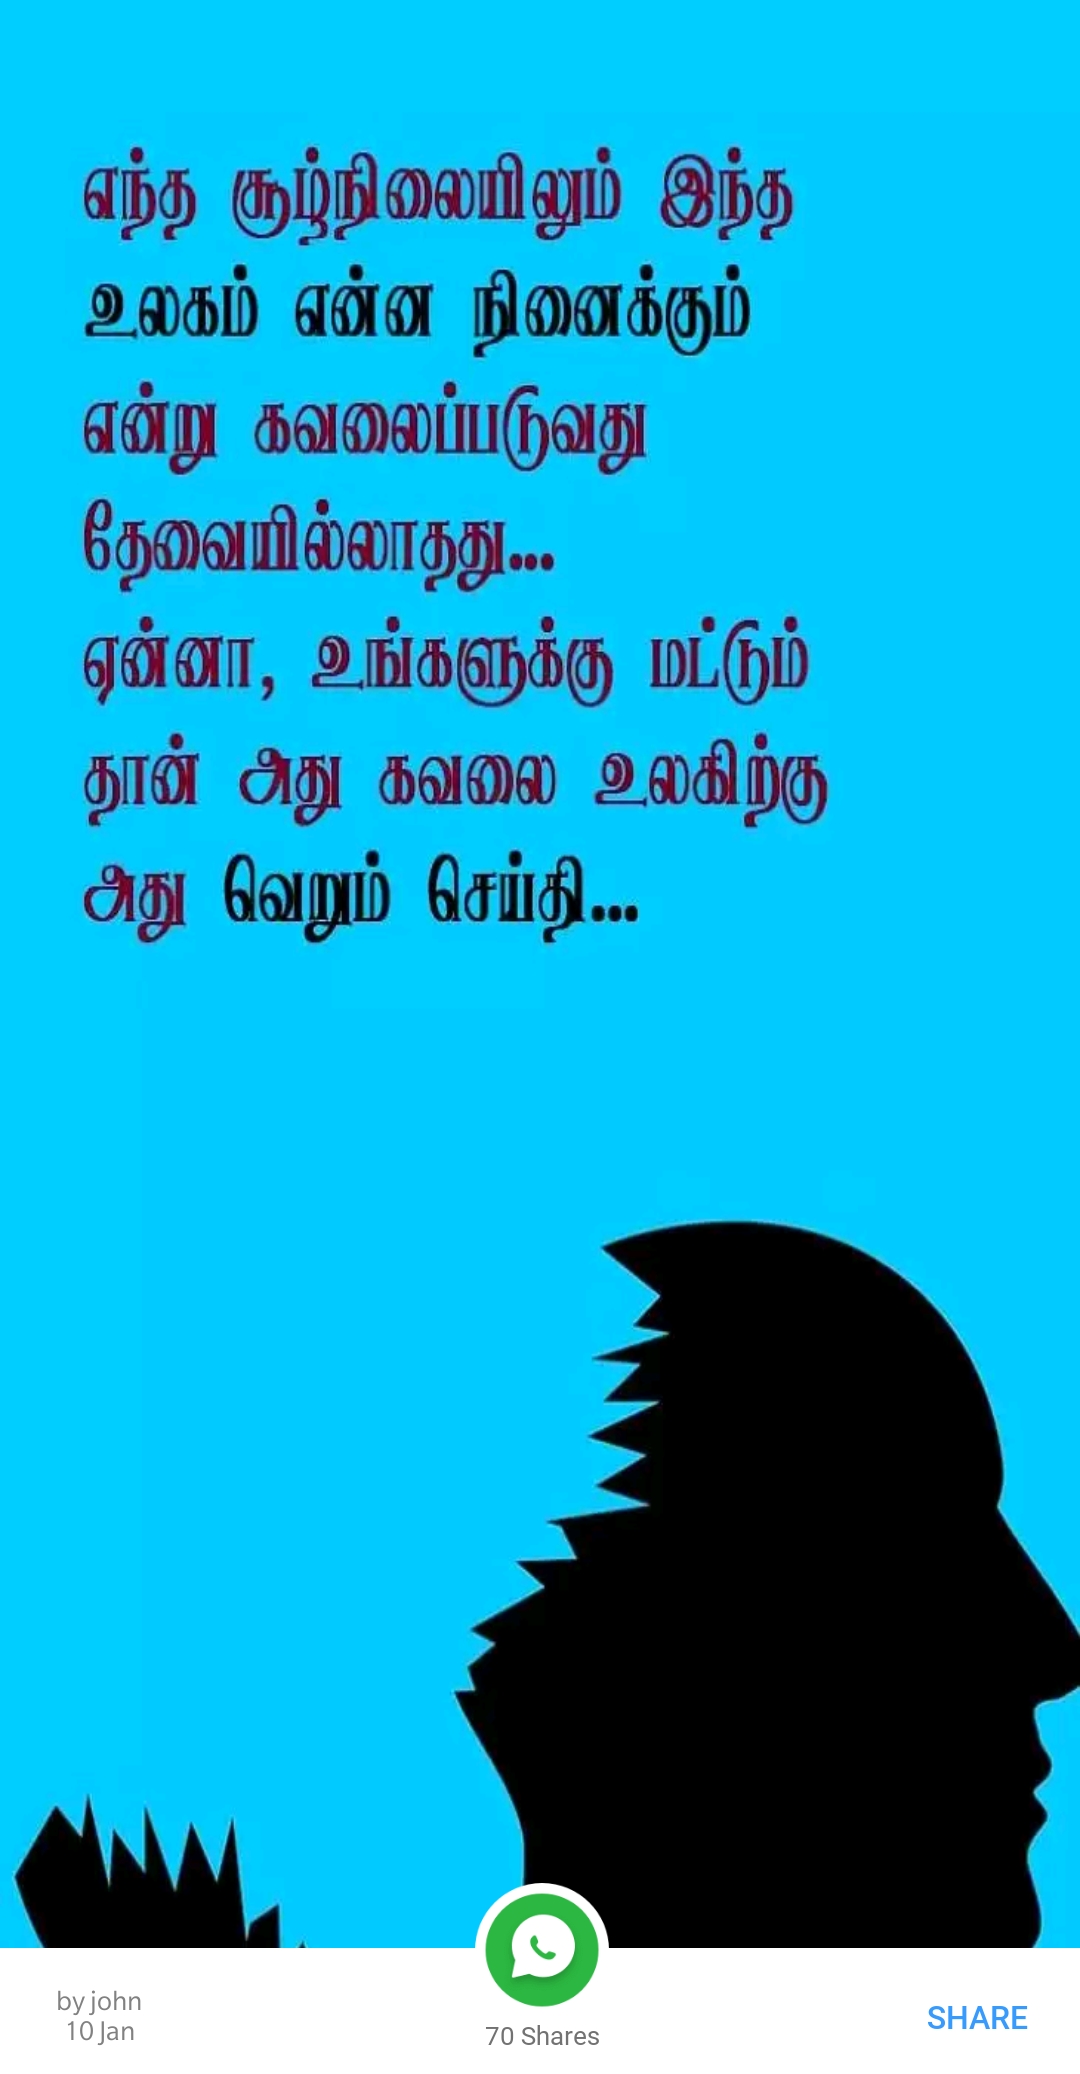 எந்த சூழ்நிலையிலும் இந்த
உலகம் என்ன நினைக்கும்
என்று கவலைப்படுவது
தேவையில்லாதது...
ஏன்னா, உங்களுக்கு மட்டும்
தான் அது கவலை உலகிற்கு
அது வெறும் செய்தி...
by john
10 Jan
70 Shares
SHARE